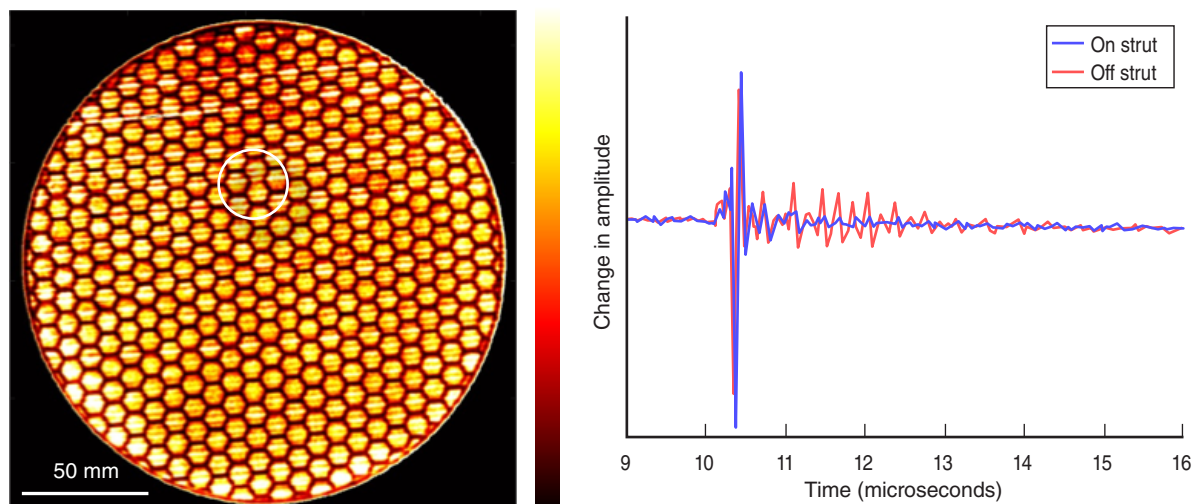 50 mm
On strut
Off strut
Change in amplitude
9 10 11 12 13 14 15 16
Time (microseconds)